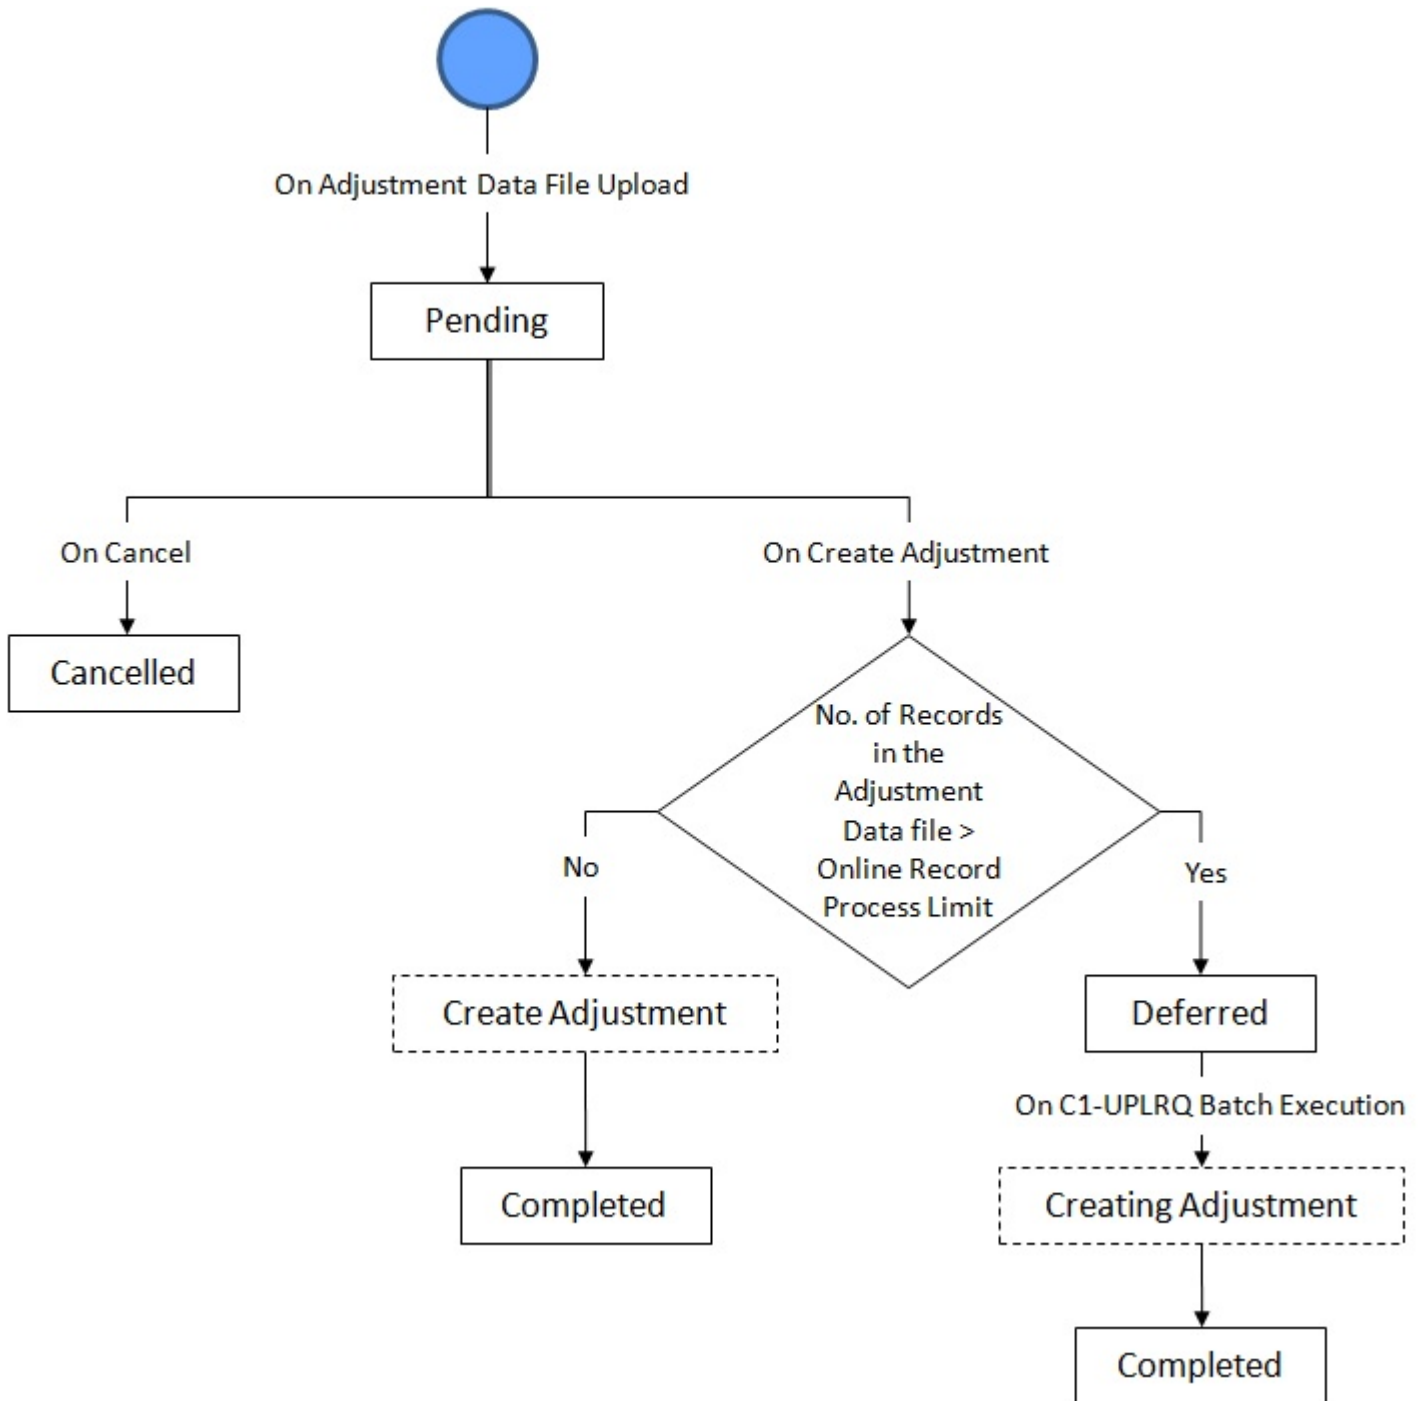 On Adjustment Data File Upload
Pending
On Cancel
On Create Adjustment
Cancelled
No. of Records
in the
Adjustment
Data file >
Online Record
Process Limit
No
Yes
Create Adjustment
Deferred
On C1-UPLRQ Batch Execution
Completed
Creating Adjustment
Completed